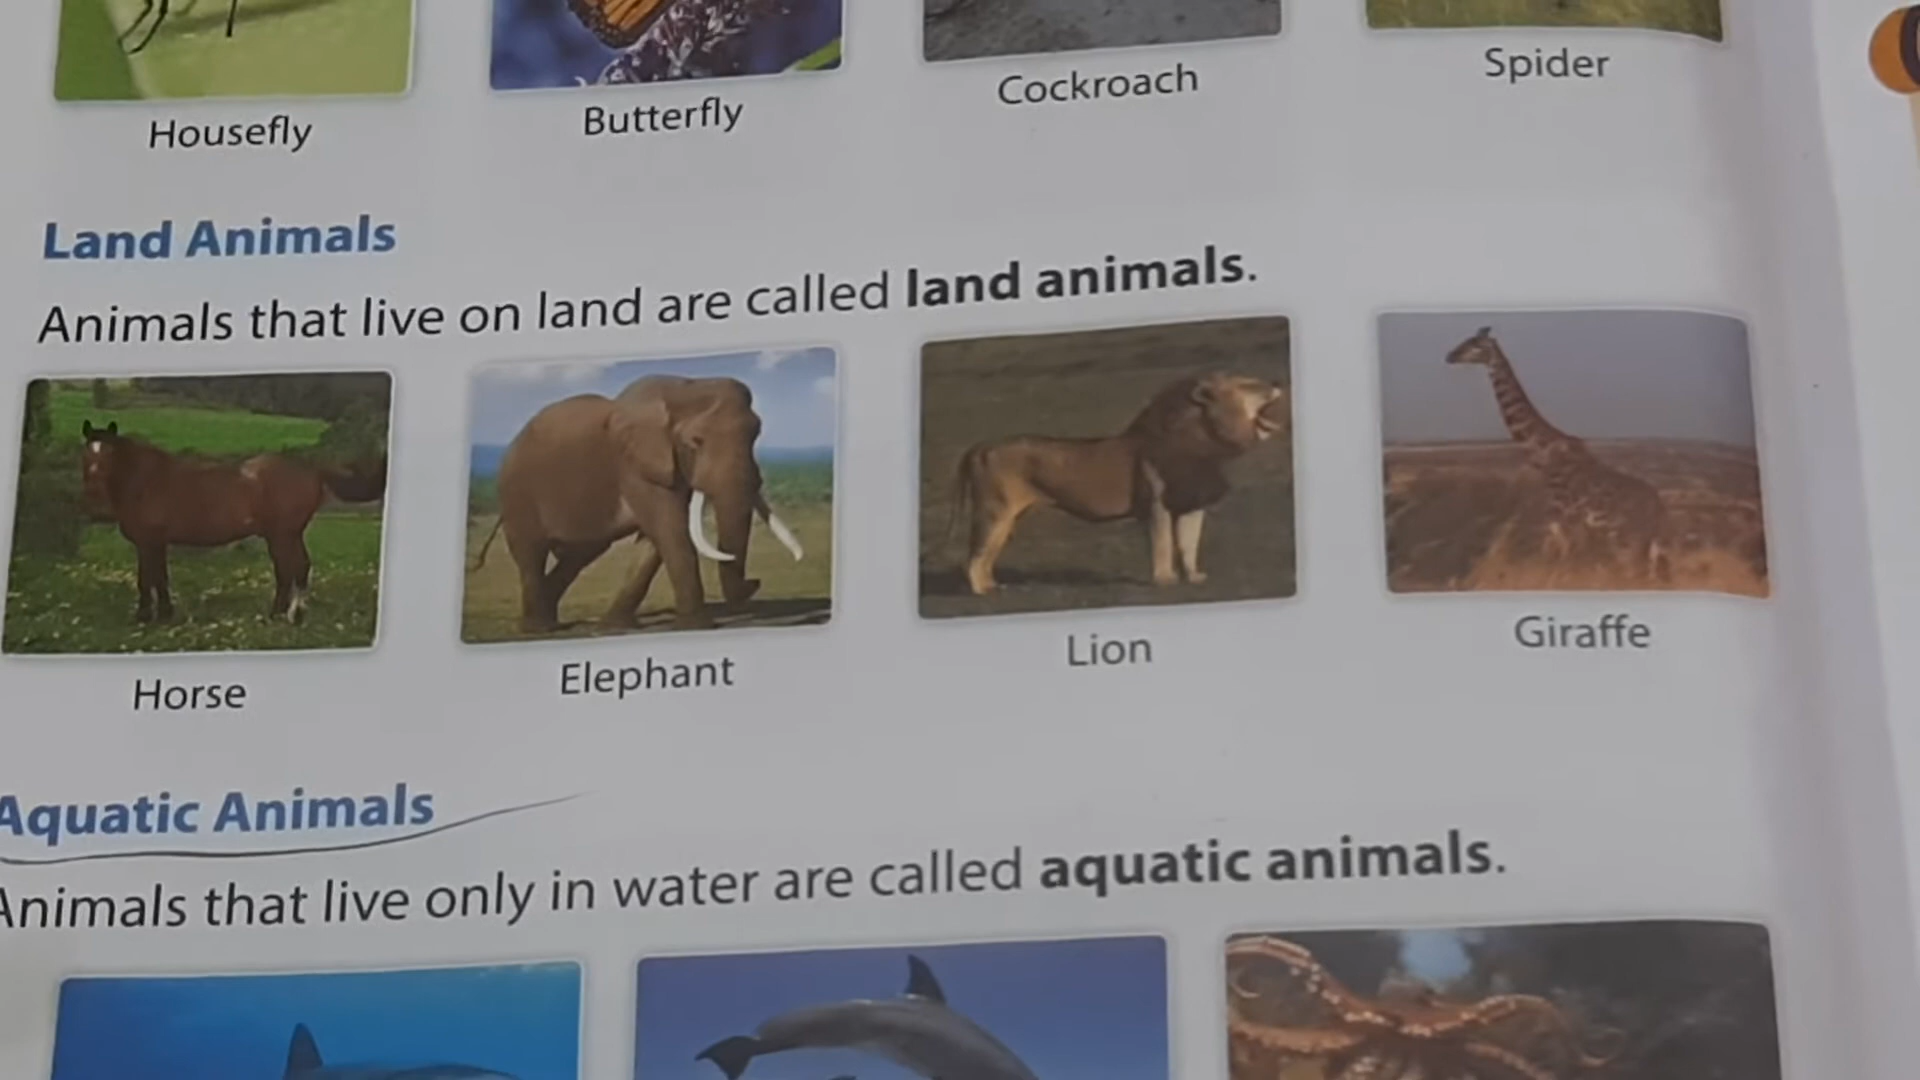 Housefly
Butterfly
Cockroach
Spider
Land Animals
Animals that live on land are called land animals.
Horse
Elephant
Lion
Giraffe
Aquatic Animals
Animals that live only in water are called aquatic animals.